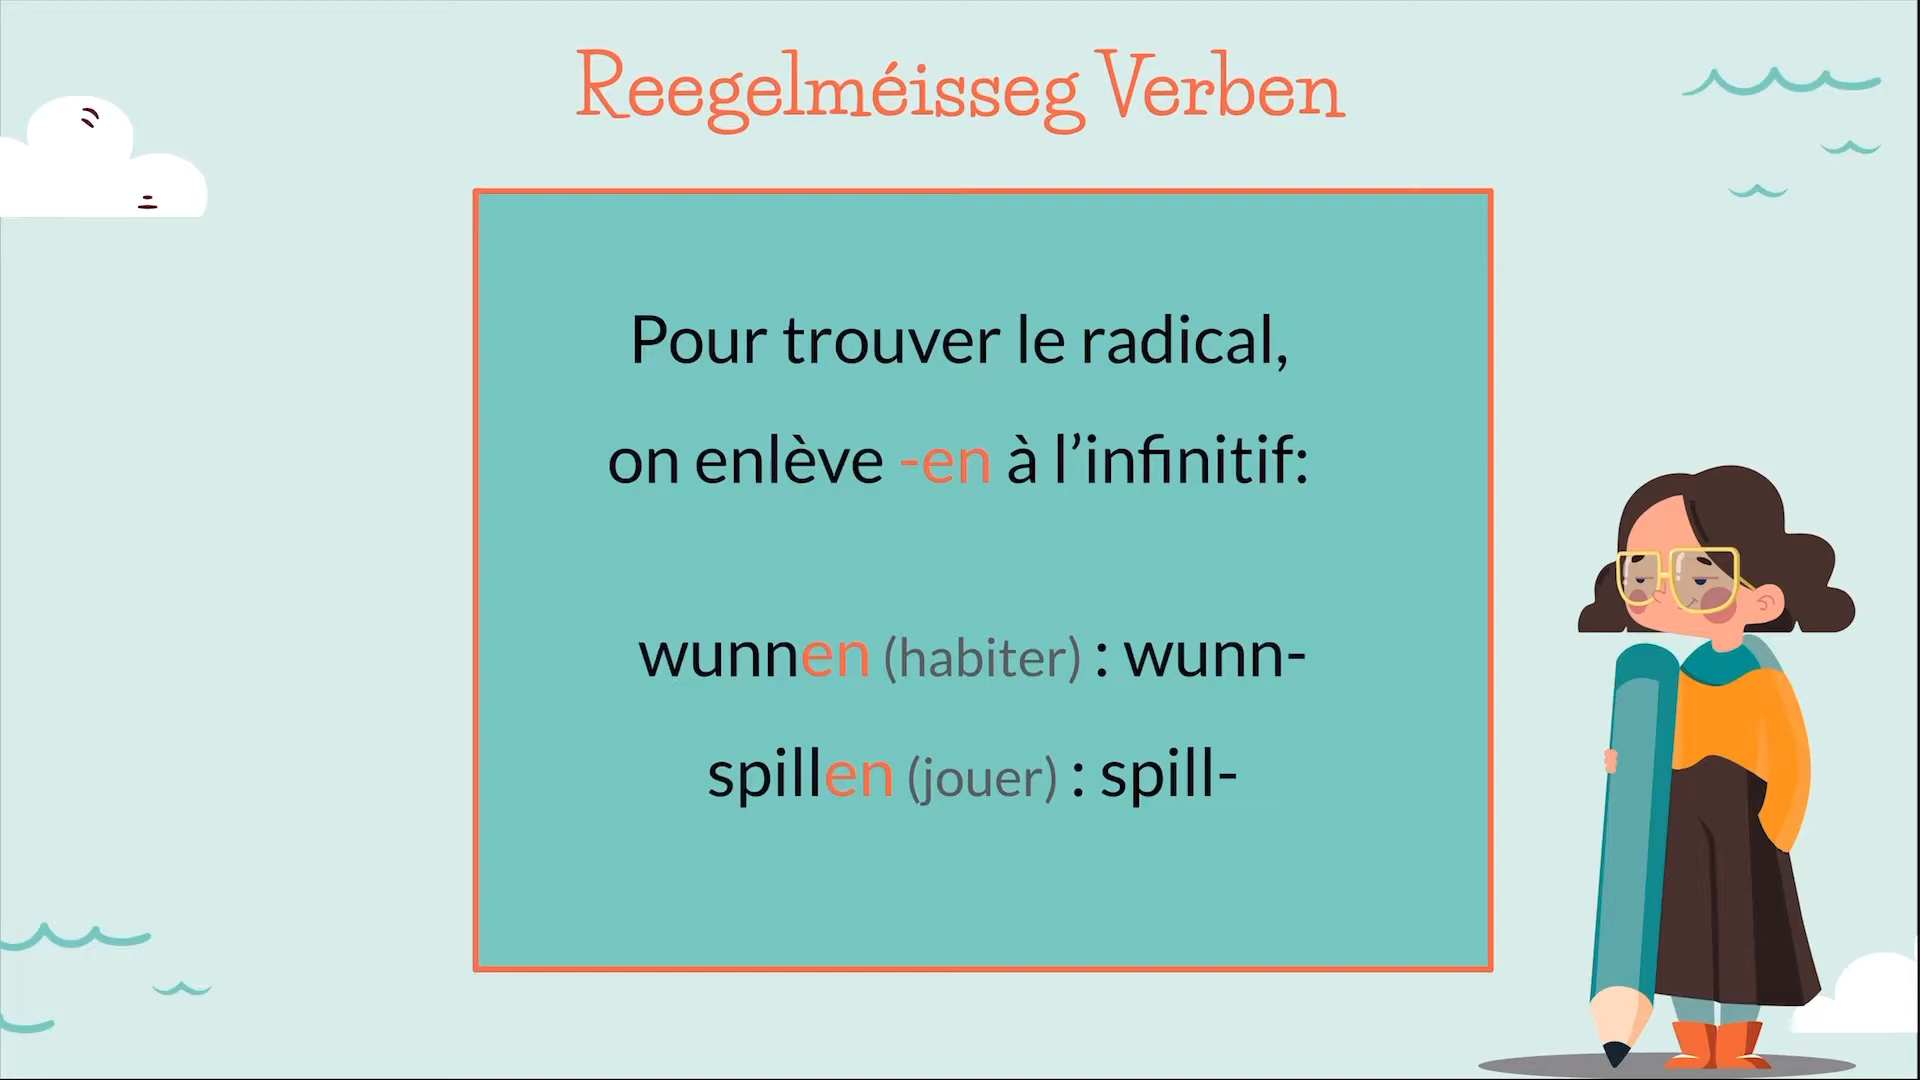 Reegelméisseg Verben
Pour trouver le radical,
on enlève -en à l’infinitif:
wunnen (habiter) : wunn-
spillen (jouer) : spill-